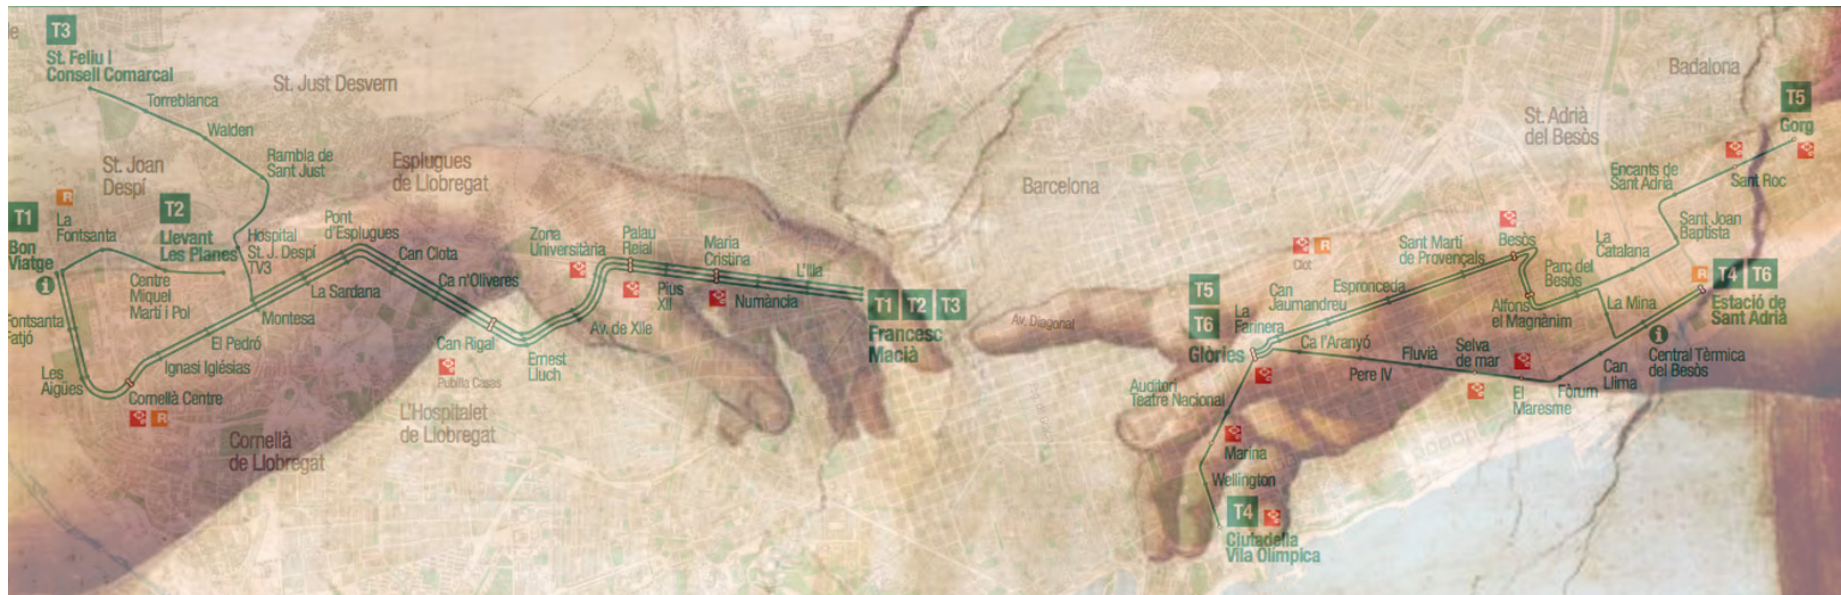 T3
St. Feliu |
Consell Comarcal
Torreblanca
Walden
Rambla de
Sant Just
St. Just Desvern
St. Joan
Despí
R
T1
Bon
Viatge
i
La
Fontsanta
T2
Llevant
Les Planes
Centre
Miquel
Martí i Pol
Hospital
St. J. Despí
TV3
Montesa
Fontsanta
Fatjó
Les
Aigües
Cornellà Centre
R
Ignasi Iglésias
El Pedró
La Sardana
Pont
d'Esplugues
Can Clota
Ca n'Oliveres
Can Rigal
Pubilla Casas
Ernest
Lluch
Av. de Xile
Zona
Universitària
Palau
Reial
Pius
XII
Maria
Cristina
Numància
L'Illa
T1 T2 T3
Francesc
Macià
Esplugues
de Llobregat
Cornellà
de Llobregat
L'Hospitalet
de Llobregat
Barcelona
Av. Diagonal
T5
T6
Glòries
La
Farinera
Can
Jaumandreu
Espronceda
Clot
R
Sant Martí
de Provençals
Besòs
Alfons
el Magnànim
Parc del
Besòs
La
Catalana
Sant Joan
Baptista
Encants de
Sant Adrià
Sant Roc
T5
Gorg
Badalona
St. Adrià
del Besòs
La Mina
R
T4 T6
Estació de
Sant Adrià
i
Central Tèrmica
del Besòs
Can
Llima
Fòrum
El
Maresme
Selva
de mar
Fluvià
Pere IV
Ca l'Aranyó
Auditori
Teatre Nacional
Marina
Wellington
T4
Ciutadella
Vila Olímpica